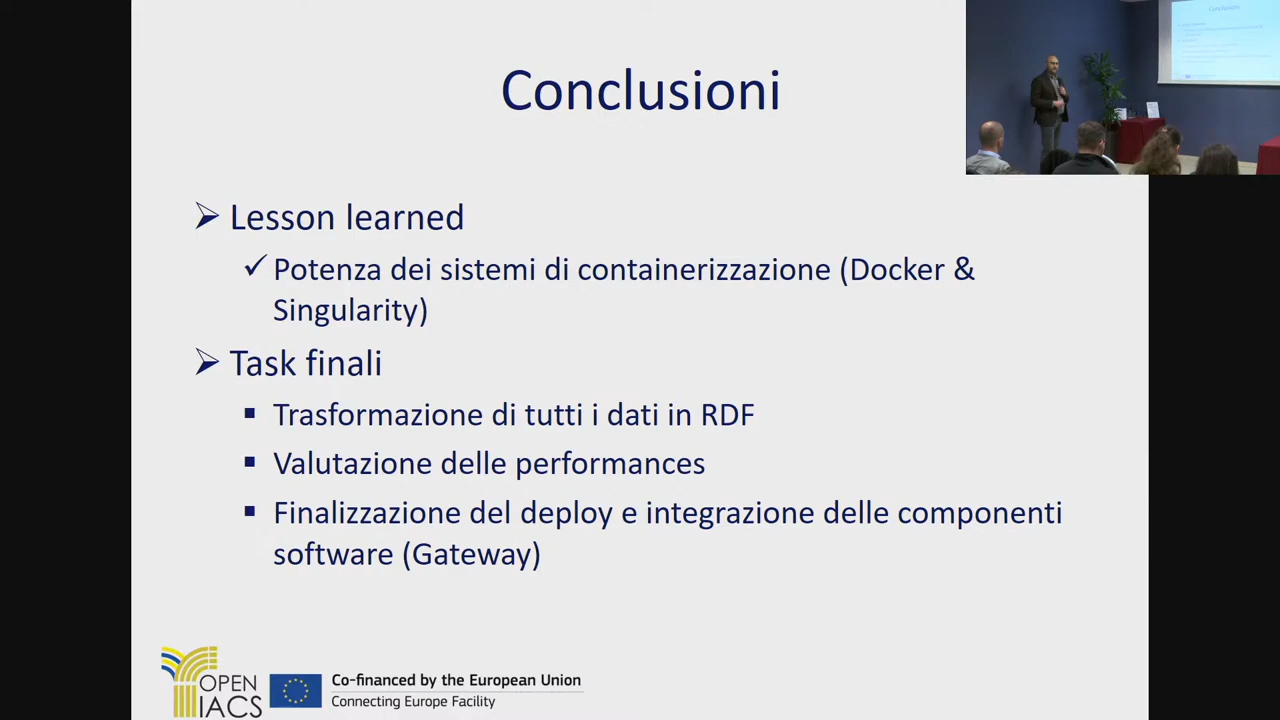 Conclusioni
Lesson learned
Potenza dei sistemi di containerizzazione (Docker &
Singularity)
Task finali
Trasformazione di tutti i dati in RDF
Valutazione delle performances
Finalizzazione del deploy e integrazione delle componenti
software (Gateway)
OPEN
IACS
Co-financed by the European Union
Connecting Europe Facility
Conclusioni